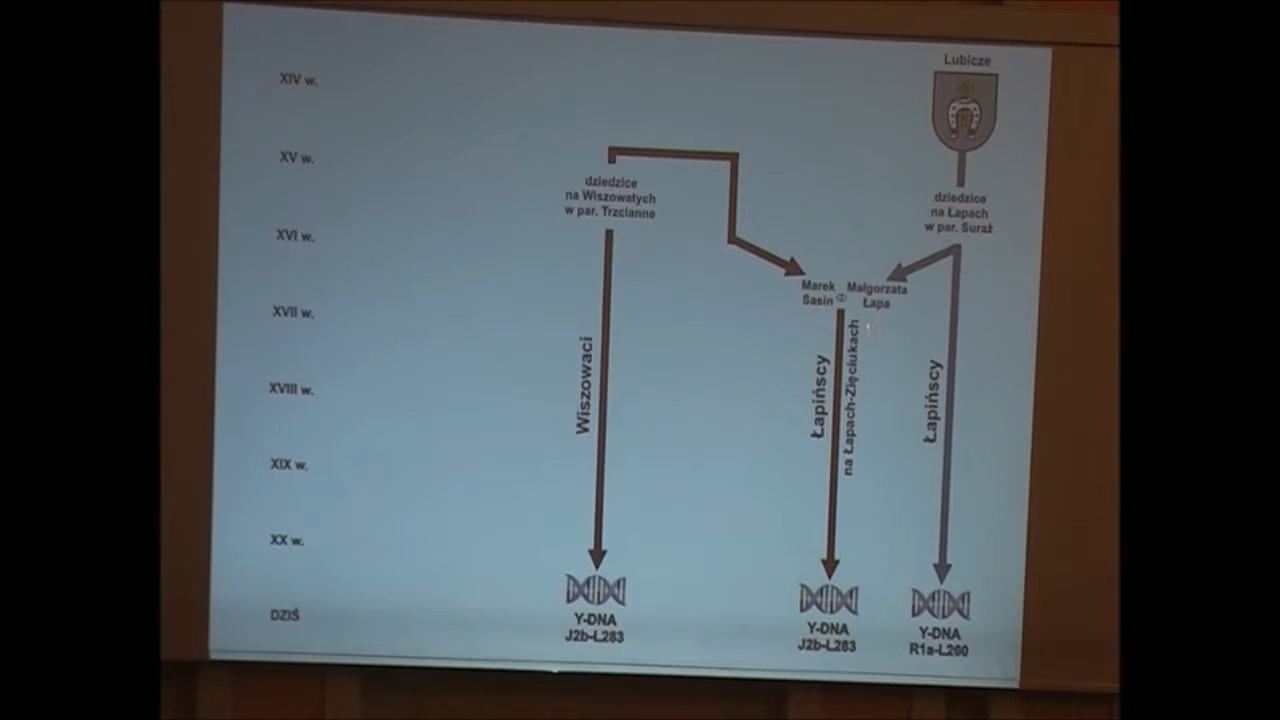 XIV w.
XV w.
XVI w.
XVII w.
XVIII w.
XIX w.
XX w.
DZIŚ
Lubicze
dziedzice
na Wiszowatych
w par. Trzcianne
dziedzice
na Łapach
w par. Suraż
Marek
Sasin
Małgorzata
Łapa
Wiszowaci
Łapińscy
na Łapach-Zięciukach
Łapińscy
Y-DNA
J2b-L283
Y-DNA
J2b-L283
Y-DNA
R1a-L260